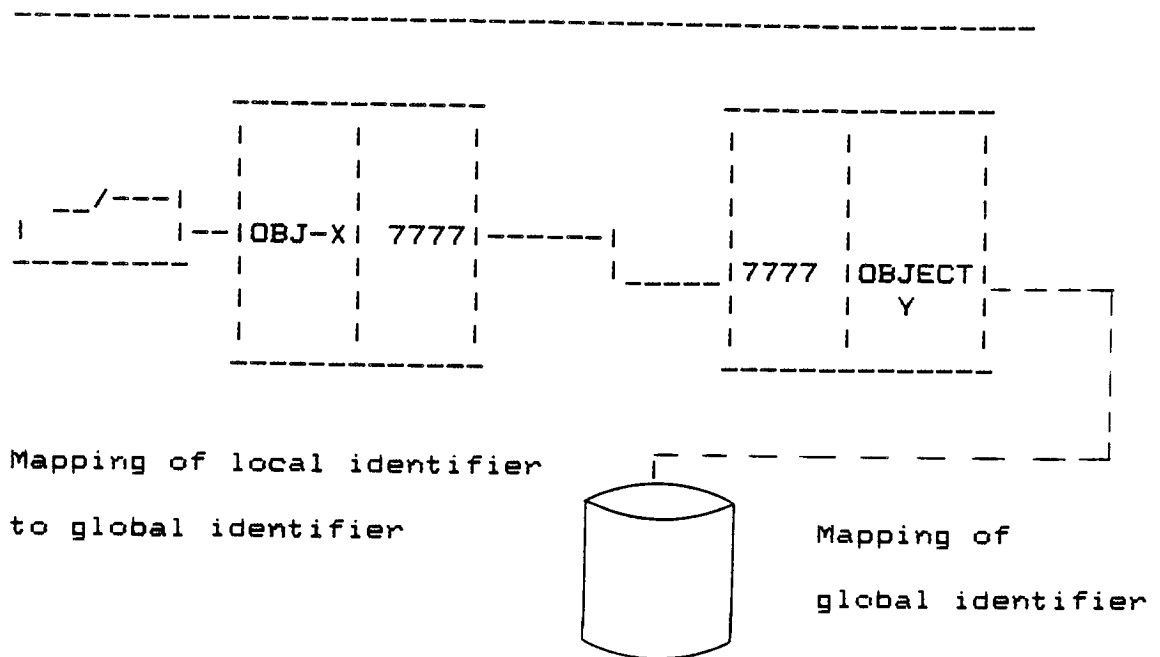 OBJ-X 7777
7777 OBJECT
Y
Mapping of local identifier
to global identifier
Mapping of
global identifier